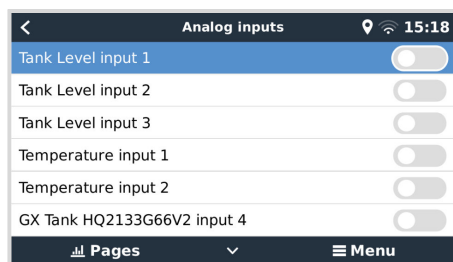 Analog inputs 15:18
Tank Level input 1
Tank Level input 2
Tank Level input 3
Temperature input 1
Temperature input 2
GX Tank HQ2133G66V2 input 4
Pages Menu